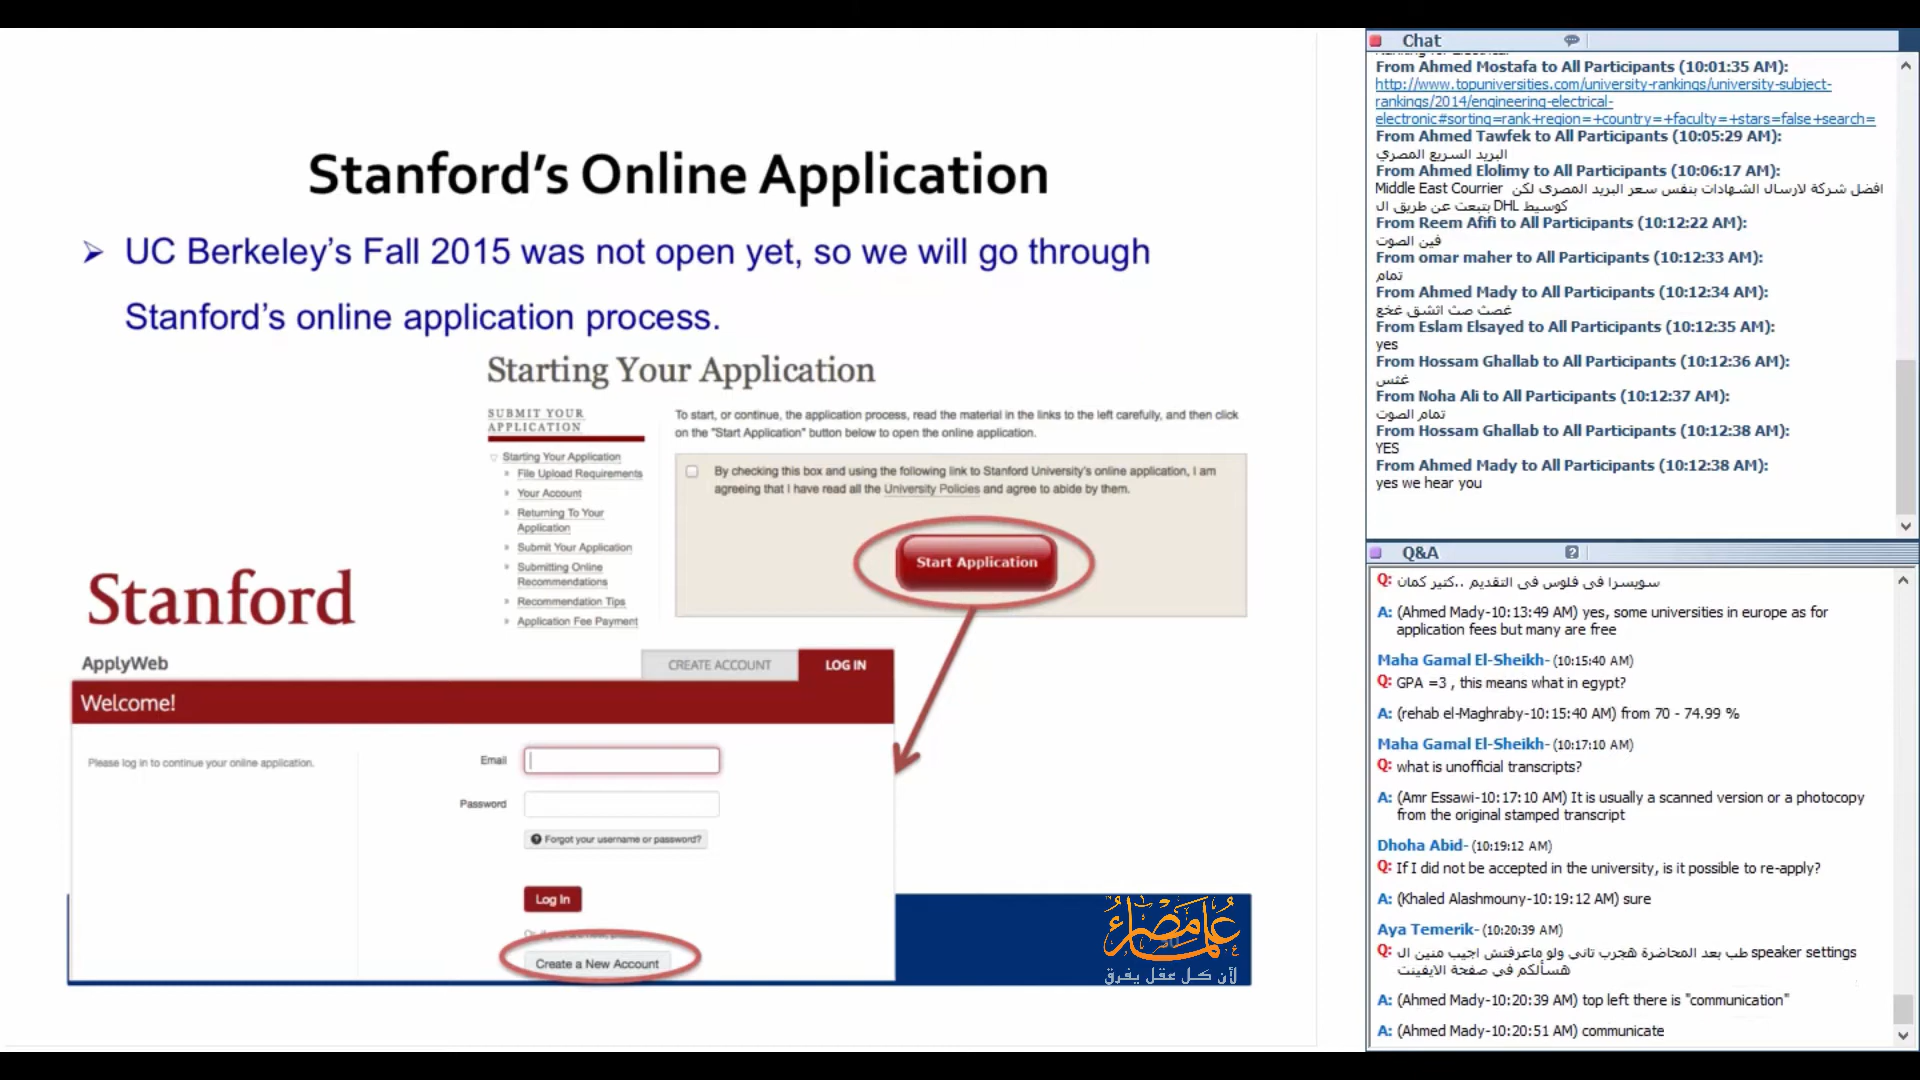 Stanford's Online Application
➢ UC Berkeley's Fall 2015 was not open yet, so we will go through
Stanford's online application process.
Starting Your Application
SUBMIT YOUR
APPLICATION
Starting Your Application
» File Upload Requirements
» Your Account
» Returning To Your
Application
» Submit Your Application
» Submitting Online
Recommendations
» Recommendation Tips
» Application Fee Payment
To start, or continue, the application process, read the material in the links to the left carefully, and then click
on the "Start Application" button below to open the online application.
By checking this box and using the following link to Stanford University's online application, I am
agreeing that I have read all the University Policies and agree to abide by them.
Start Application
Stanford
ApplyWeb
CREATE ACCOUNT
LOG IN
Welcome!
Please log in to continue your online application.
Email
Password
Forgot your username or password?
Log In
Create a New Account
علماء مصر
لأن كل عقل يفرق
Chat
From Ahmed Mostafa to All Participants (10:01:35 AM):
http://www.topuniversities.com/university-rankings/university-subject-
rankings/2014/engineering-electrical-
electronic#sorting=rank+region=+country=+faculty=+stars=false+search=
From Ahmed Tawfek to All Participants (10:05:29 AM):
البريد السريع المصري
From Ahmed Elolimy to All Participants (10:06:17 AM):
افضل شركة لارسال الشهادات بنفس سعر البريد المصرى لكن Middle East Courrier
كوسيط DHL بتبعت عن طريق ال
From Reem Afifi to All Participants (10:12:22 AM):
فين الصوت
From omar maher to All Participants (10:12:33 AM):
تمام
From Ahmed Mady to All Participants (10:12:34 AM):
غصث صث اثشق غخع
From Eslam Elsayed to All Participants (10:12:35 AM):
yes
From Hossam Ghallab to All Participants (10:12:36 AM):
غثس
From Noha Ali to All Participants (10:12:37 AM):
تمام الصوت
From Hossam Ghallab to All Participants (10:12:38 AM):
YES
From Ahmed Mady to All Participants (10:12:38 AM):
yes we hear you
Q&A
Q: سويسرا فى فلوس فى التقديم ..كتير كمان
A: (Ahmed Mady-10:13:49 AM) yes, some universities in europe as for
application fees but many are free
Maha Gamal El-Sheikh- (10:15:40 AM)
Q: GPA =3 , this means what in egypt?
A: (rehab el-Maghraby-10:15:40 AM) from 70 - 74.99 %
Maha Gamal El-Sheikh- (10:17:10 AM)
Q: what is unofficial transcripts?
A: (Amr Essawi-10:17:10 AM) It is usually a scanned version or a photocopy
from the original stamped transcript
Dhoha Abid- (10:19:12 AM)
Q: If I did not be accepted in the university, is it possible to re-apply?
A: (Khaled Alashmouny-10:19:12 AM) sure
Aya Temerik- (10:20:39 AM)
Q: طب بعد المحاضرة هجرب تانى ولو ماعرفتش اجيب منين ال speaker settings
هسألكم في صفحة الايفينت
A: (Ahmed Mady-10:20:39 AM) top left there is "communication"
A: (Ahmed Mady-10:20:51 AM) communicate